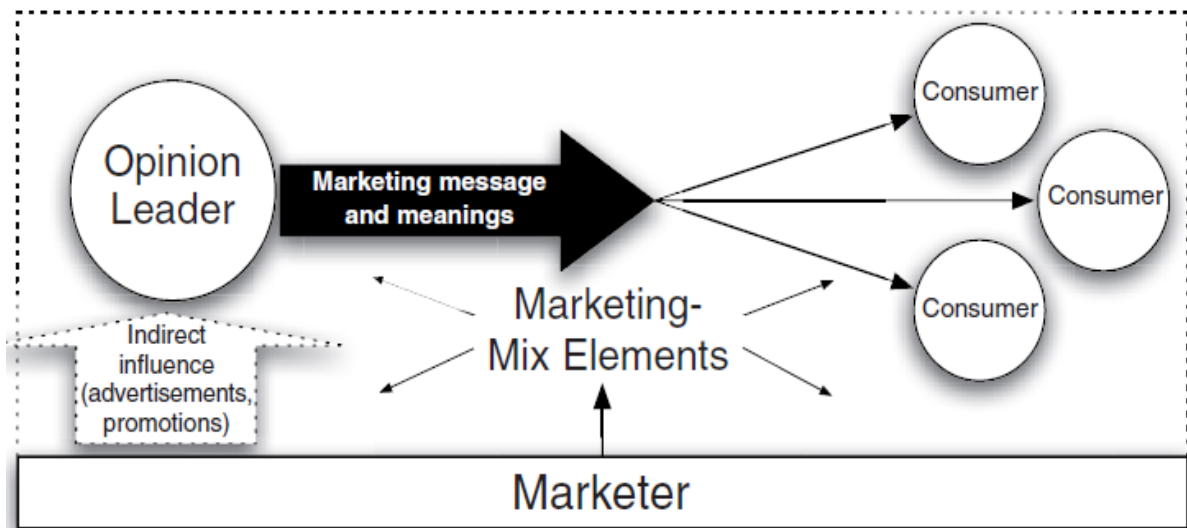 Opinion
Leader
Marketing message
and meanings
Consumer
Consumer
Consumer
Indirect
influence
(advertisements,
promotions)
Marketing-
Mix Elements
Marketer